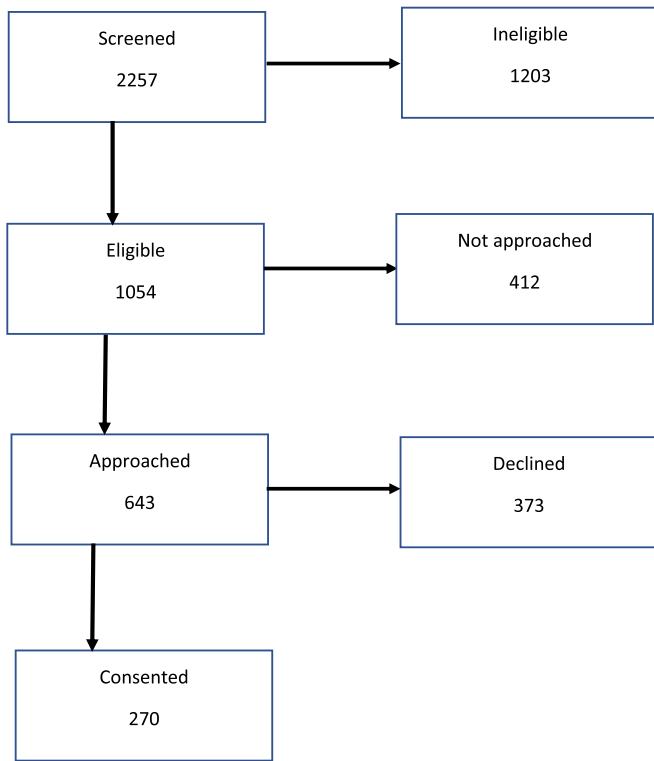 Screened
2257
Ineligible
1203
Eligible
1054
Not approached
412
Approached
643
Declined
373
Consented
270